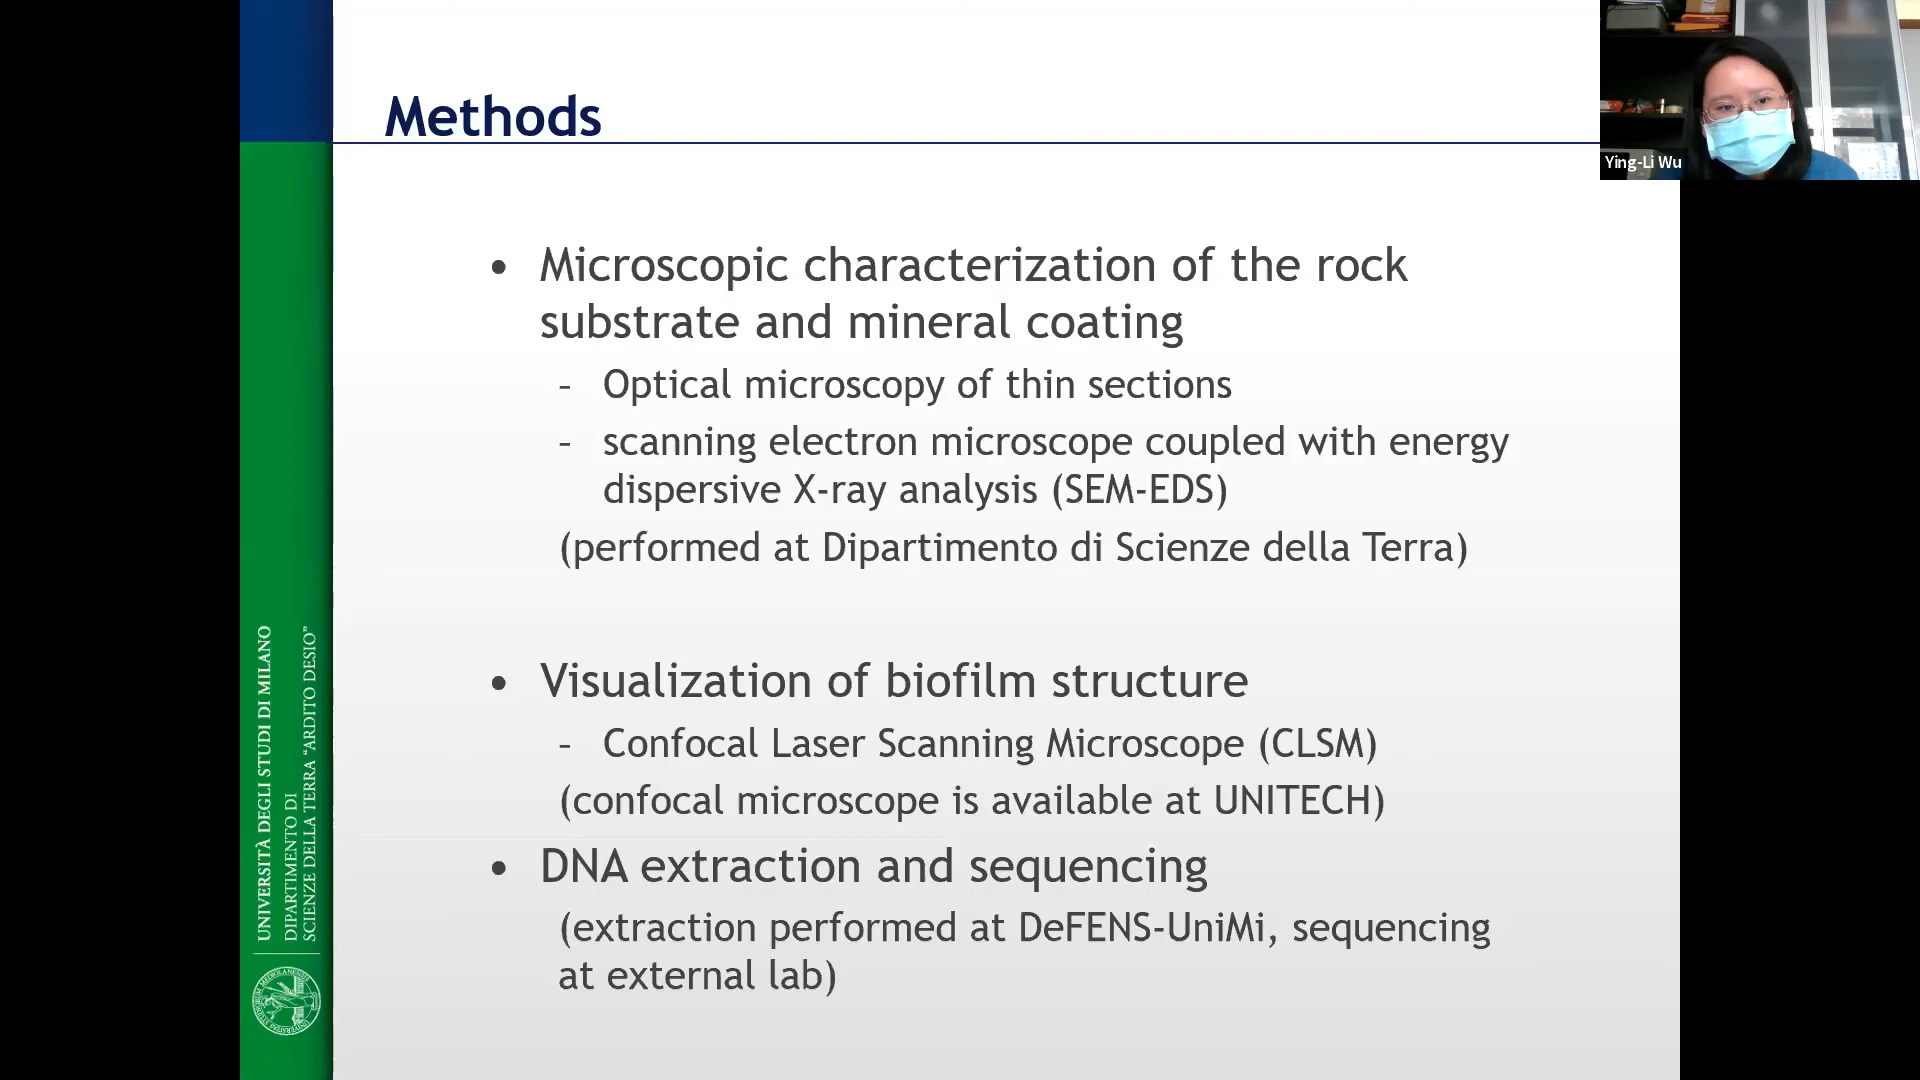 Methods
Ying-Li Wu
• Microscopic characterization of the rock
substrate and mineral coating
– Optical microscopy of thin sections
– scanning electron microscope coupled with energy
dispersive X-ray analysis (SEM-EDS)
(performed at Dipartimento di Scienze della Terra)
• Visualization of biofilm structure
– Confocal Laser Scanning Microscope (CLSM)
(confocal microscope is available at UNITECH)
• DNA extraction and sequencing
(extraction performed at DeFENS-UniMi, sequencing
at external lab)
UNIVERSITÀ DEGLI STUDI DI MILANO
DIPARTIMENTO DI
SCIENZE DELLA TERRA “ARDITO DESIO”